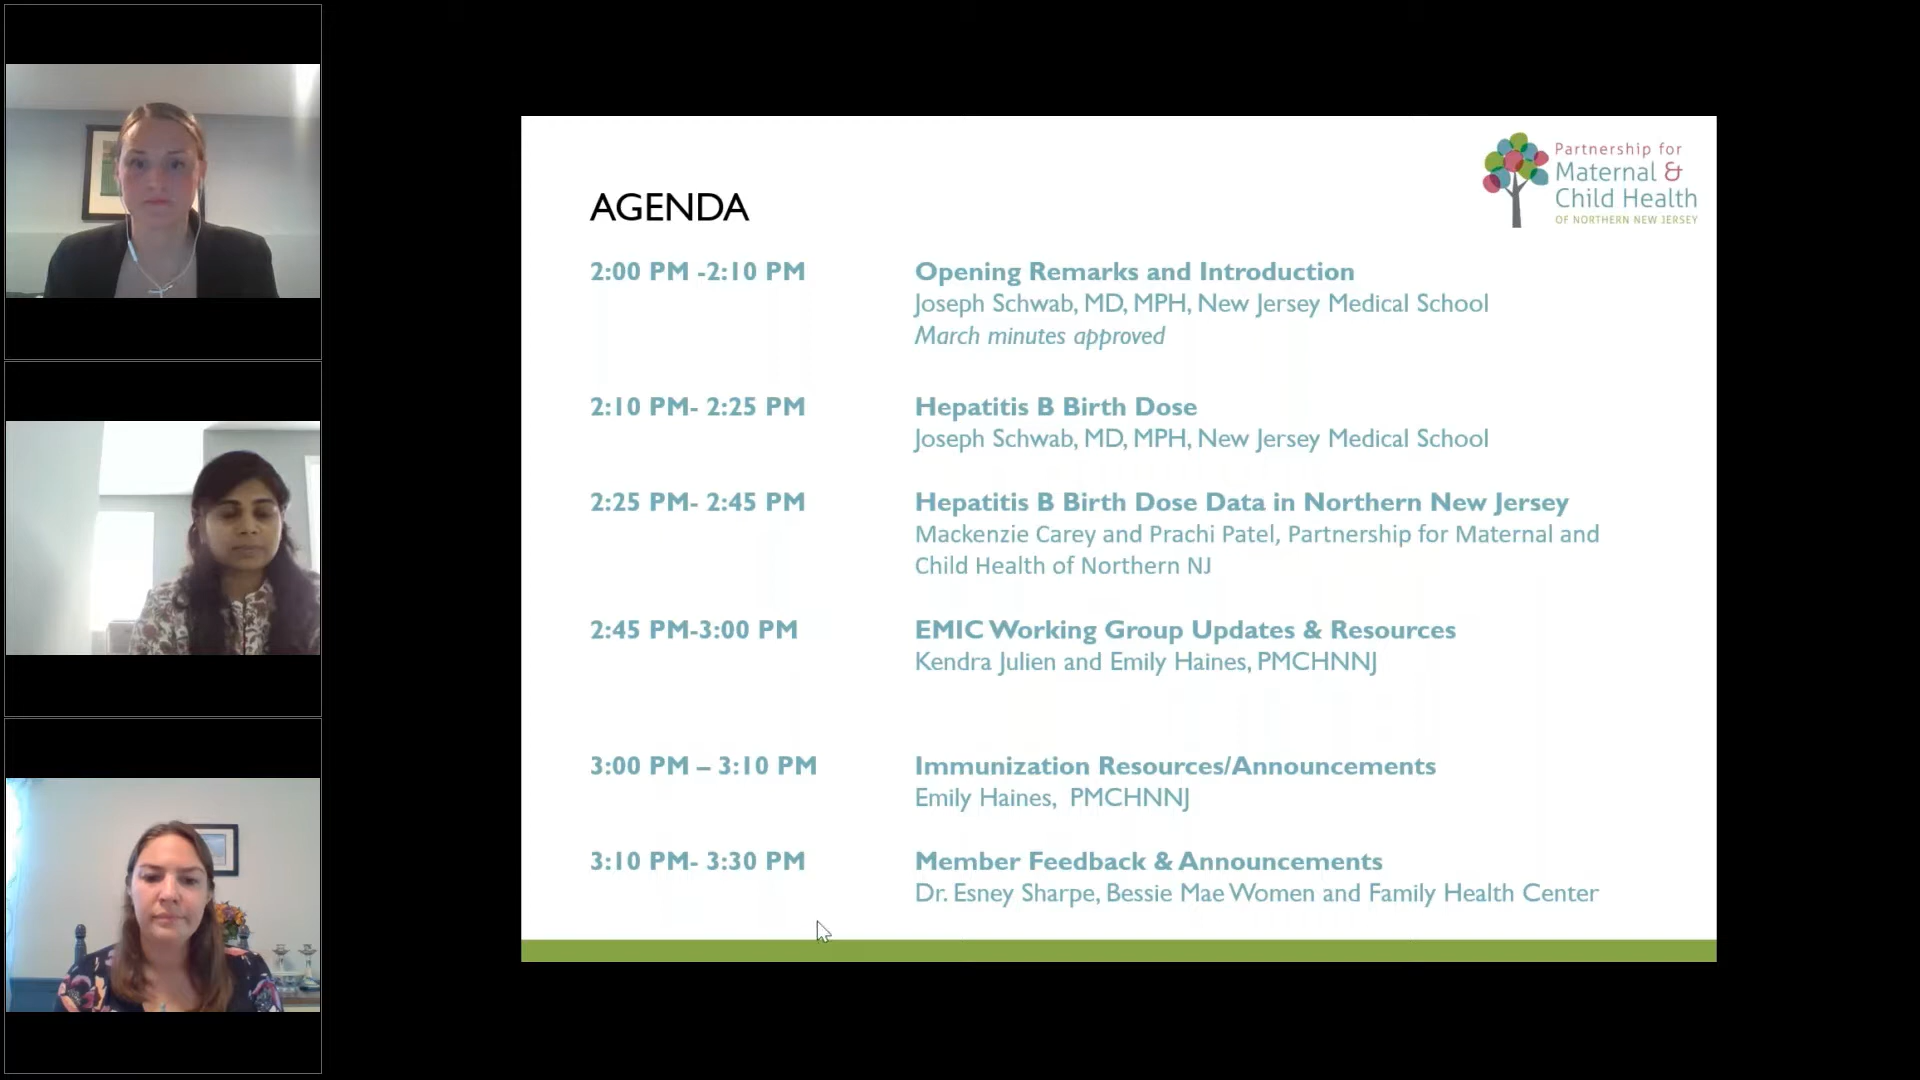 Partnership for
Maternal &
Child Health
OF NORTHERN NEW JERSEY
AGENDA
2:00 PM -2:10 PM
Opening Remarks and Introduction
Joseph Schwab, MD, MPH, New Jersey Medical School
March minutes approved
2:10 PM- 2:25 PM
Hepatitis B Birth Dose
Joseph Schwab, MD, MPH, New Jersey Medical School
2:25 PM- 2:45 PM
Hepatitis B Birth Dose Data in Northern New Jersey
Mackenzie Carey and Prachi Patel, Partnership for Maternal and
Child Health of Northern NJ
2:45 PM-3:00 PM
EMIC Working Group Updates & Resources
Kendra Julien and Emily Haines, PMCHNNJ
3:00 PM – 3:10 PM
Immunization Resources/Announcements
Emily Haines, PMCHNNJ
3:10 PM- 3:30 PM
Member Feedback & Announcements
Dr. Esney Sharpe, Bessie Mae Women and Family Health Center